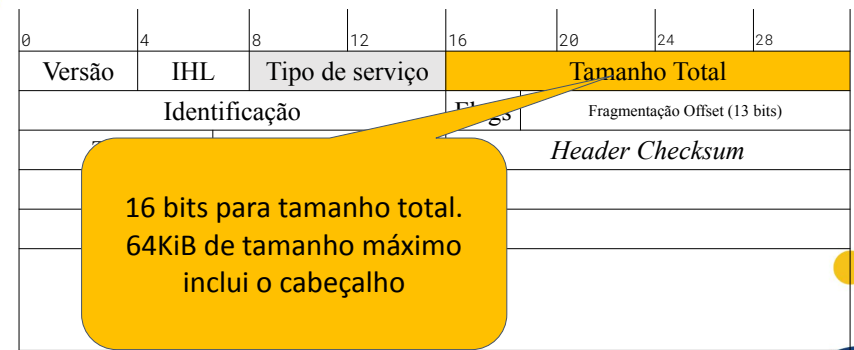 0 4 8 12 16 20 24 28
Versão IHL Tipo de serviço Tamanho Total
Identificação Fragmentação Offset (13 bits)
Header Checksum
16 bits para tamanho total.
64KiB de tamanho máximo
inclui o cabeçalho